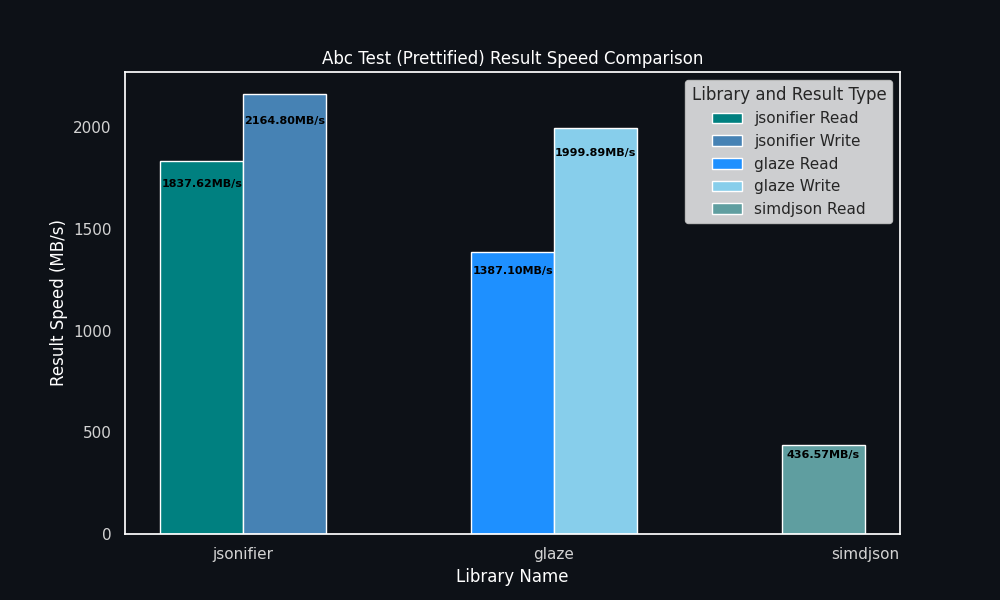 Abc Test (Prettified) Result Speed Comparison
Library and Result Type
jsonifier Read
jsonifier Write
glaze Read
glaze Write
simdjson Read
Result Speed (MB/s)
2000
1500
1000
500
0
1837.62MB/s
2164.80MB/s
1387.10MB/s
1999.89MB/s
436.57MB/s
jsonifier
glaze
simdjson
Library Name